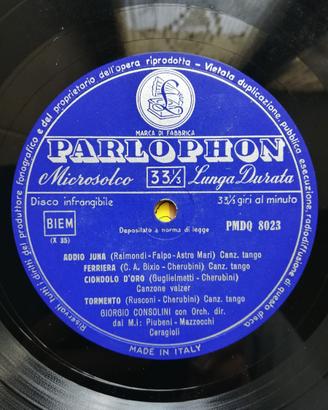 Riservati tutti i diritti del produttore fonografico e del proprietario dell'opera riprodotta - Vietata duplicazione, pubblica esecuzione, radiodiffusione di questo disco
£
MARCA DI FABBRICA
PARLOPHON
Microsolco 33⅓ Lunga Durata
Disco infrangibile 33⅓ giri al minuto
BIEM
(X 35)
Depositato a norma di legge
PMDQ 8023
ADDIO JUNA (Raimondi-Falpo-Astro Mari) Canz. tango
FERRIERA (C. A. Bixio - Cherubini) Canz. tango
CIONDOLO D'ORO (Guglielmetti - Cherubini)
Canzone valzer
TORMENTO (Rusconi - Cherubini) Canz. tango
GIORGIO CONSOLINI con Orch. dir.
dai M.i: Piubeni - Mazzocchi
Ceragioli
MADE IN ITALY